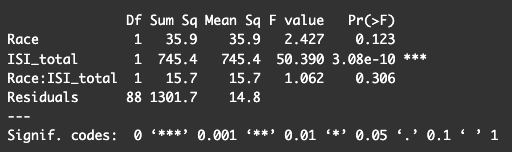 Df Sum Sq Mean Sq F value Pr(>F)
Race 1 35.9 35.9 2.427 0.123
ISI_total 1 745.4 745.4 50.390 3.08e-10 ***
Race:ISI_total 1 15.7 15.7 1.062 0.306
Residuals 88 1301.7 14.8
---
Signif. codes: 0 ‘***’ 0.001 ‘**’ 0.01 ‘*’ 0.05 ‘.’ 0.1 ‘ ’ 1